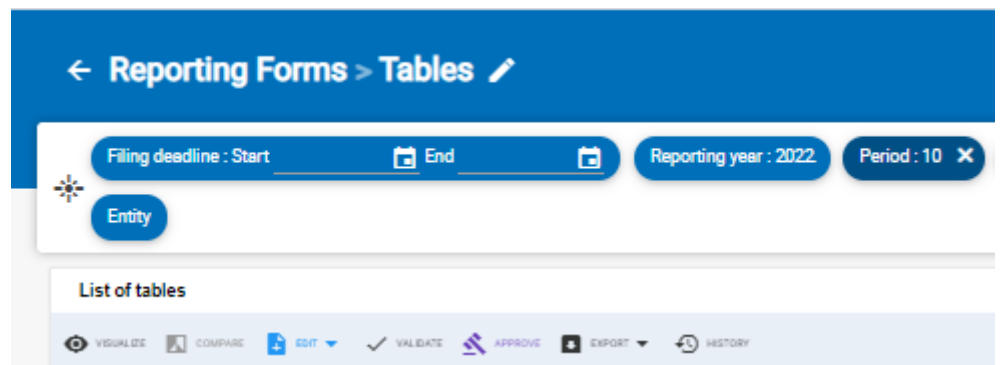 Reporting Forms > Tables
Filing deadline : Start End Reporting year : 2022 Period : 10
Entity
List of tables
VISUALIZE COMPARE EDIT VALIDATE APPROVE EXPORT HISTORY